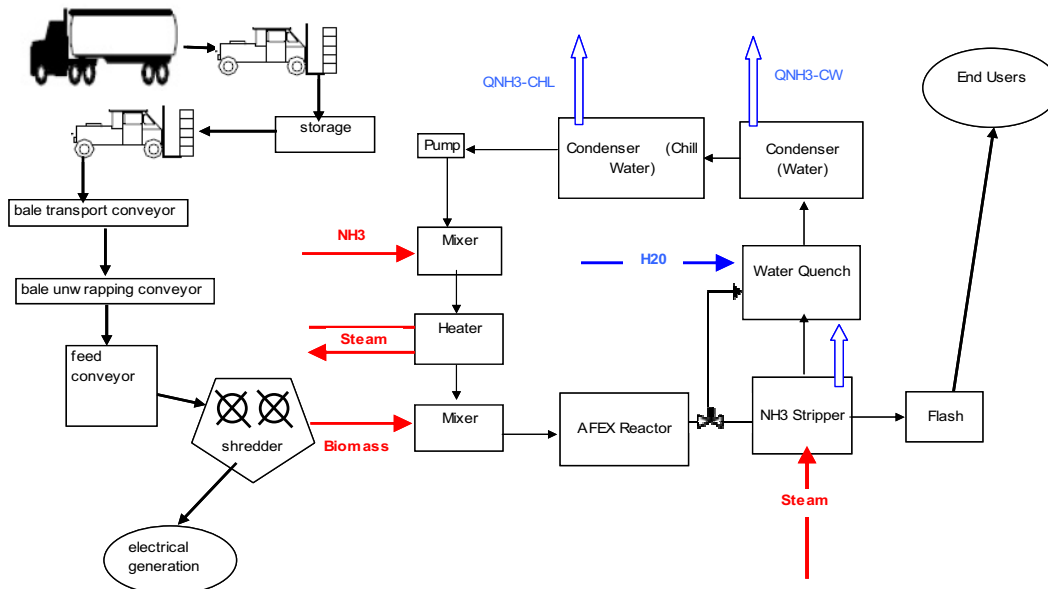 End Users
QNH3-CHL
QNH3-CW
storage
Pump
Condenser (Chill
Water)
Condenser
(Water)
bale transport conveyor
NH3
Mixer
H20
Water Quench
bale unw rapping conveyor
Heater
Steam
feed
conveyor
shredder
Biomass
Mixer
AFEX Reactor
NH3 Stripper
Flash
Steam
electrical
generation